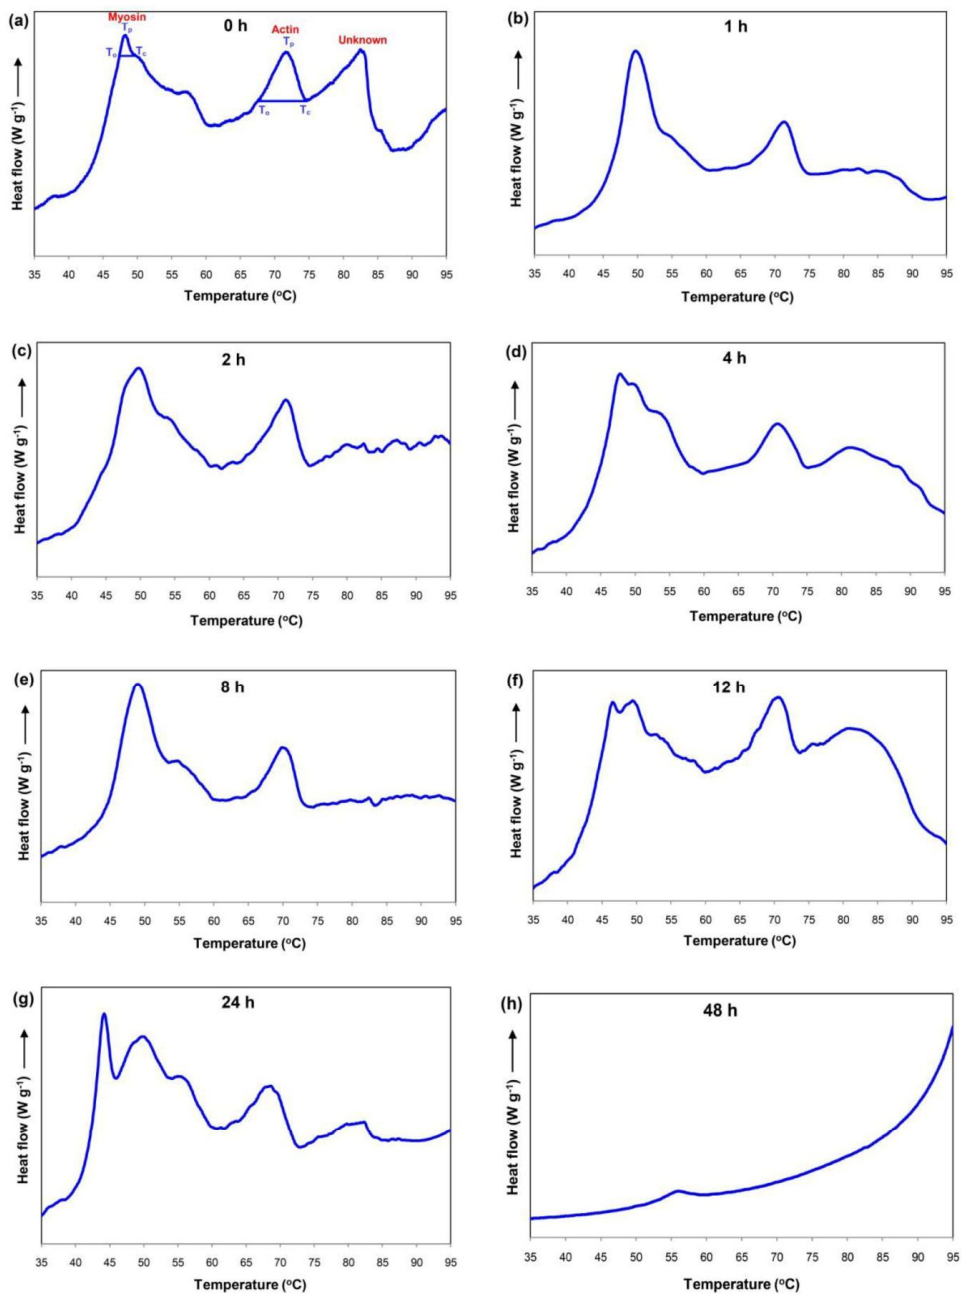 (a)
0 h
Myosin
Tp
To
Tc
Actin
Tp
To
Tc
Unknown
Heat flow (W g-1)
35 40 45 50 55 60 65 70 75 80 85 90 95
Temperature (oC)
(b)
1 h
Heat flow (W g-1)
35 40 45 50 55 60 65 70 75 80 85 90 95
Temperature (oC)
(c)
2 h
Heat flow (W g-1)
35 40 45 50 55 60 65 70 75 80 85 90 95
Temperature (oC)
(d)
4 h
Heat flow (W g-1)
35 40 45 50 55 60 65 70 75 80 85 90 95
Temperature (oC)
(e)
8 h
Heat flow (W g-1)
35 40 45 50 55 60 65 70 75 80 85 90 95
Temperature (oC)
(f)
12 h
Heat flow (W g-1)
35 40 45 50 55 60 65 70 75 80 85 90 95
Temperature (oC)
(g)
24 h
Heat flow (W g-1)
35 40 45 50 55 60 65 70 75 80 85 90 95
Temperature (oC)
(h)
48 h
Heat flow (W g-1)
35 40 45 50 55 60 65 70 75 80 85 90 95
Temperature (oC)